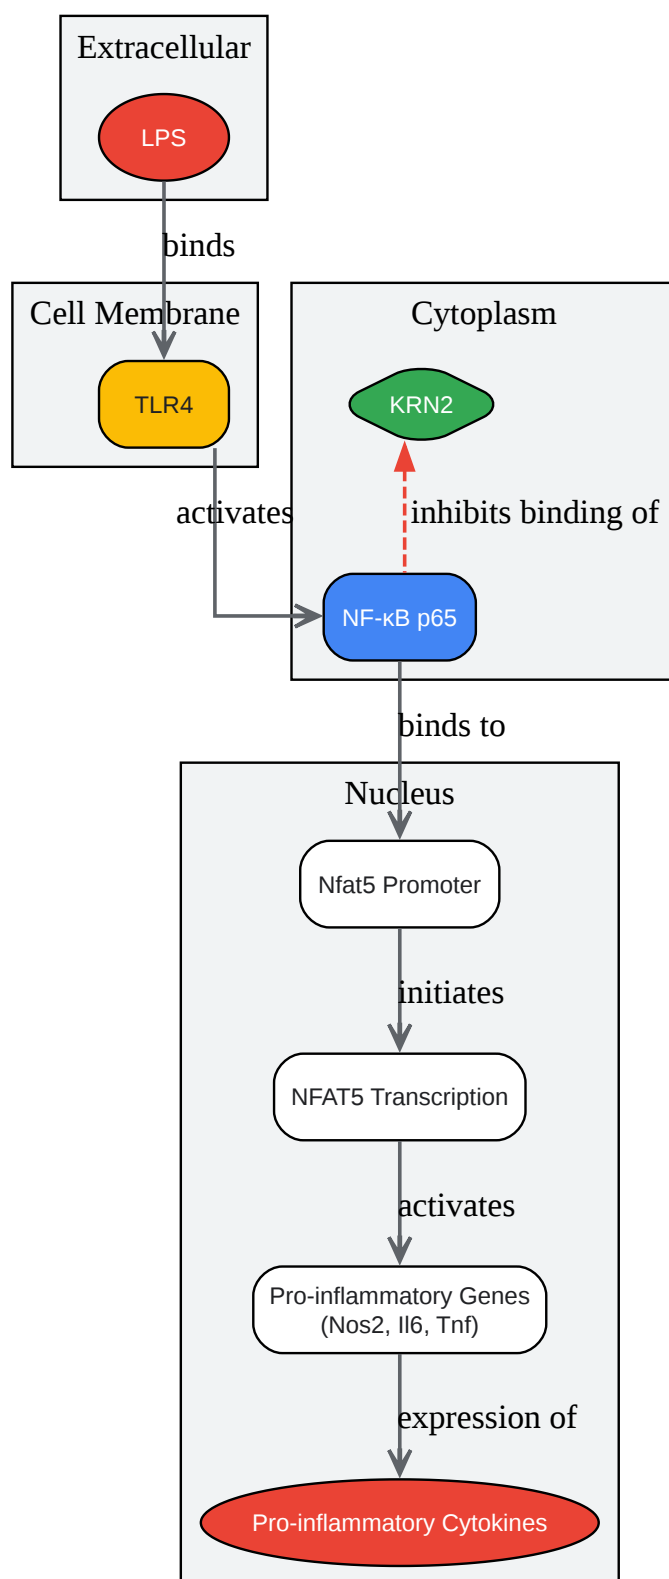 Extracellular
LPS
binds
Cell Membrane
TLR4
Cytoplasm
KRN2
activates
inhibits binding of
NF-κB p65
binds to
Nucleus
Nfat5 Promoter
initiates
NFAT5 Transcription
activates
Pro-inflammatory Genes
(Nos2, Il6, Tnf)
expression of
Pro-inflammatory Cytokines